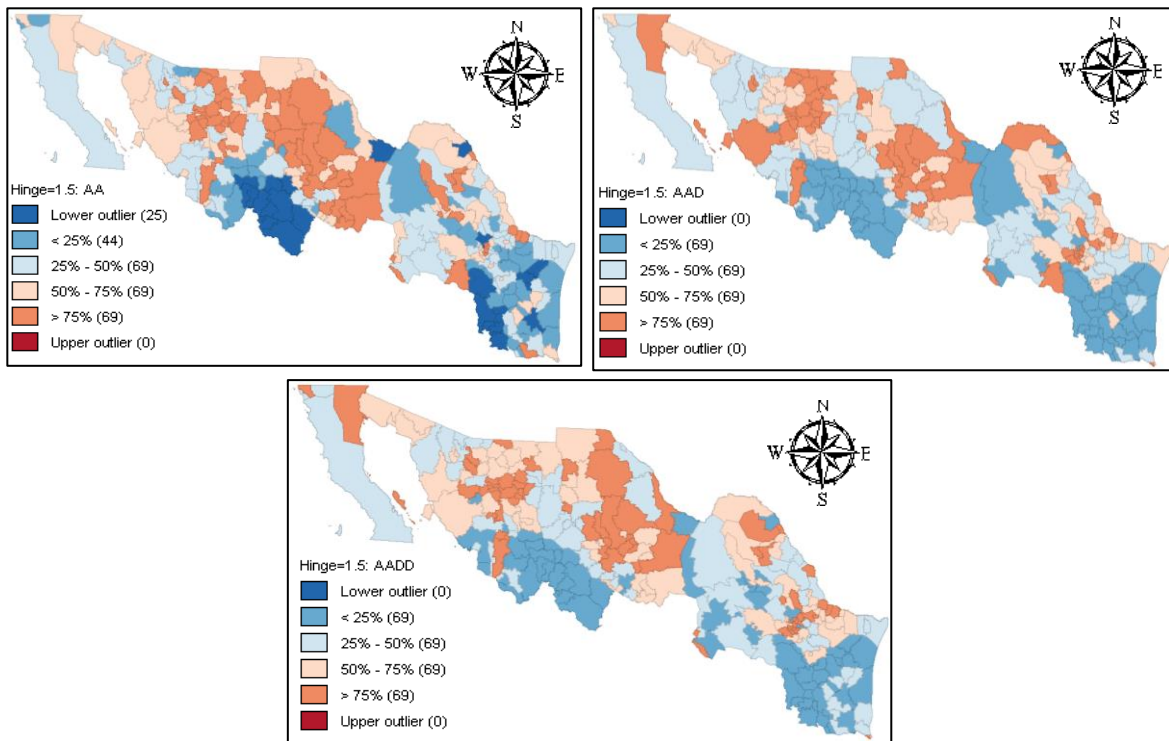 N
W E
S
Hinge=1.5: AA
Lower outlier (25)
< 25% (44)
25% - 50% (69)
50% - 75% (69)
> 75% (69)
Upper outlier (0)
N
W E
S
Hinge=1.5: AAD
Lower outlier (0)
< 25% (69)
25% - 50% (69)
50% - 75% (69)
> 75% (69)
Upper outlier (0)
N
W E
S
Hinge=1.5: AADD
Lower outlier (0)
< 25% (69)
25% - 50% (69)
50% - 75% (69)
> 75% (69)
Upper outlier (0)